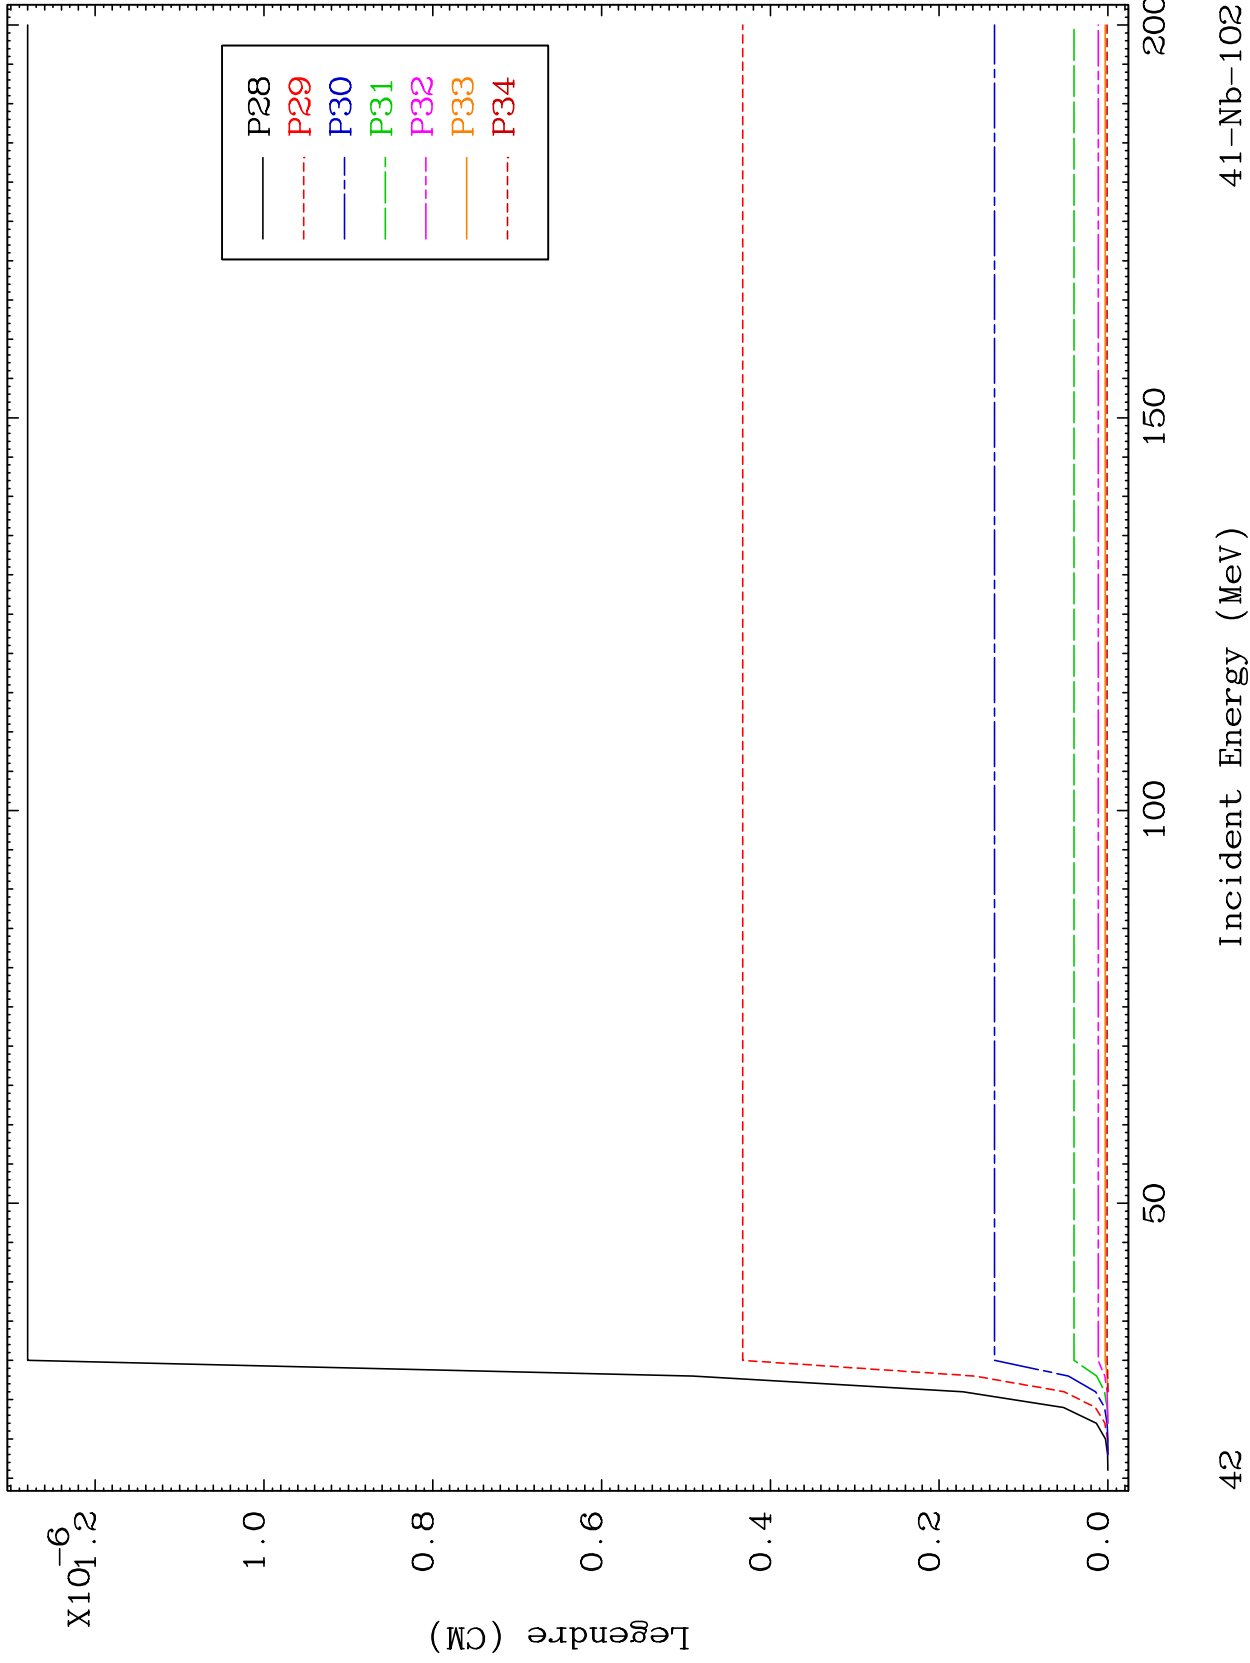 X10⁻⁶
1.2
1.0
0.8
0.6
0.4
0.2
0.0
Legendre (CM)
P28
P29
P30
P31
P32
P33
P34
50
100
150
200
Incident Energy (MeV)
42
41-Nb-102